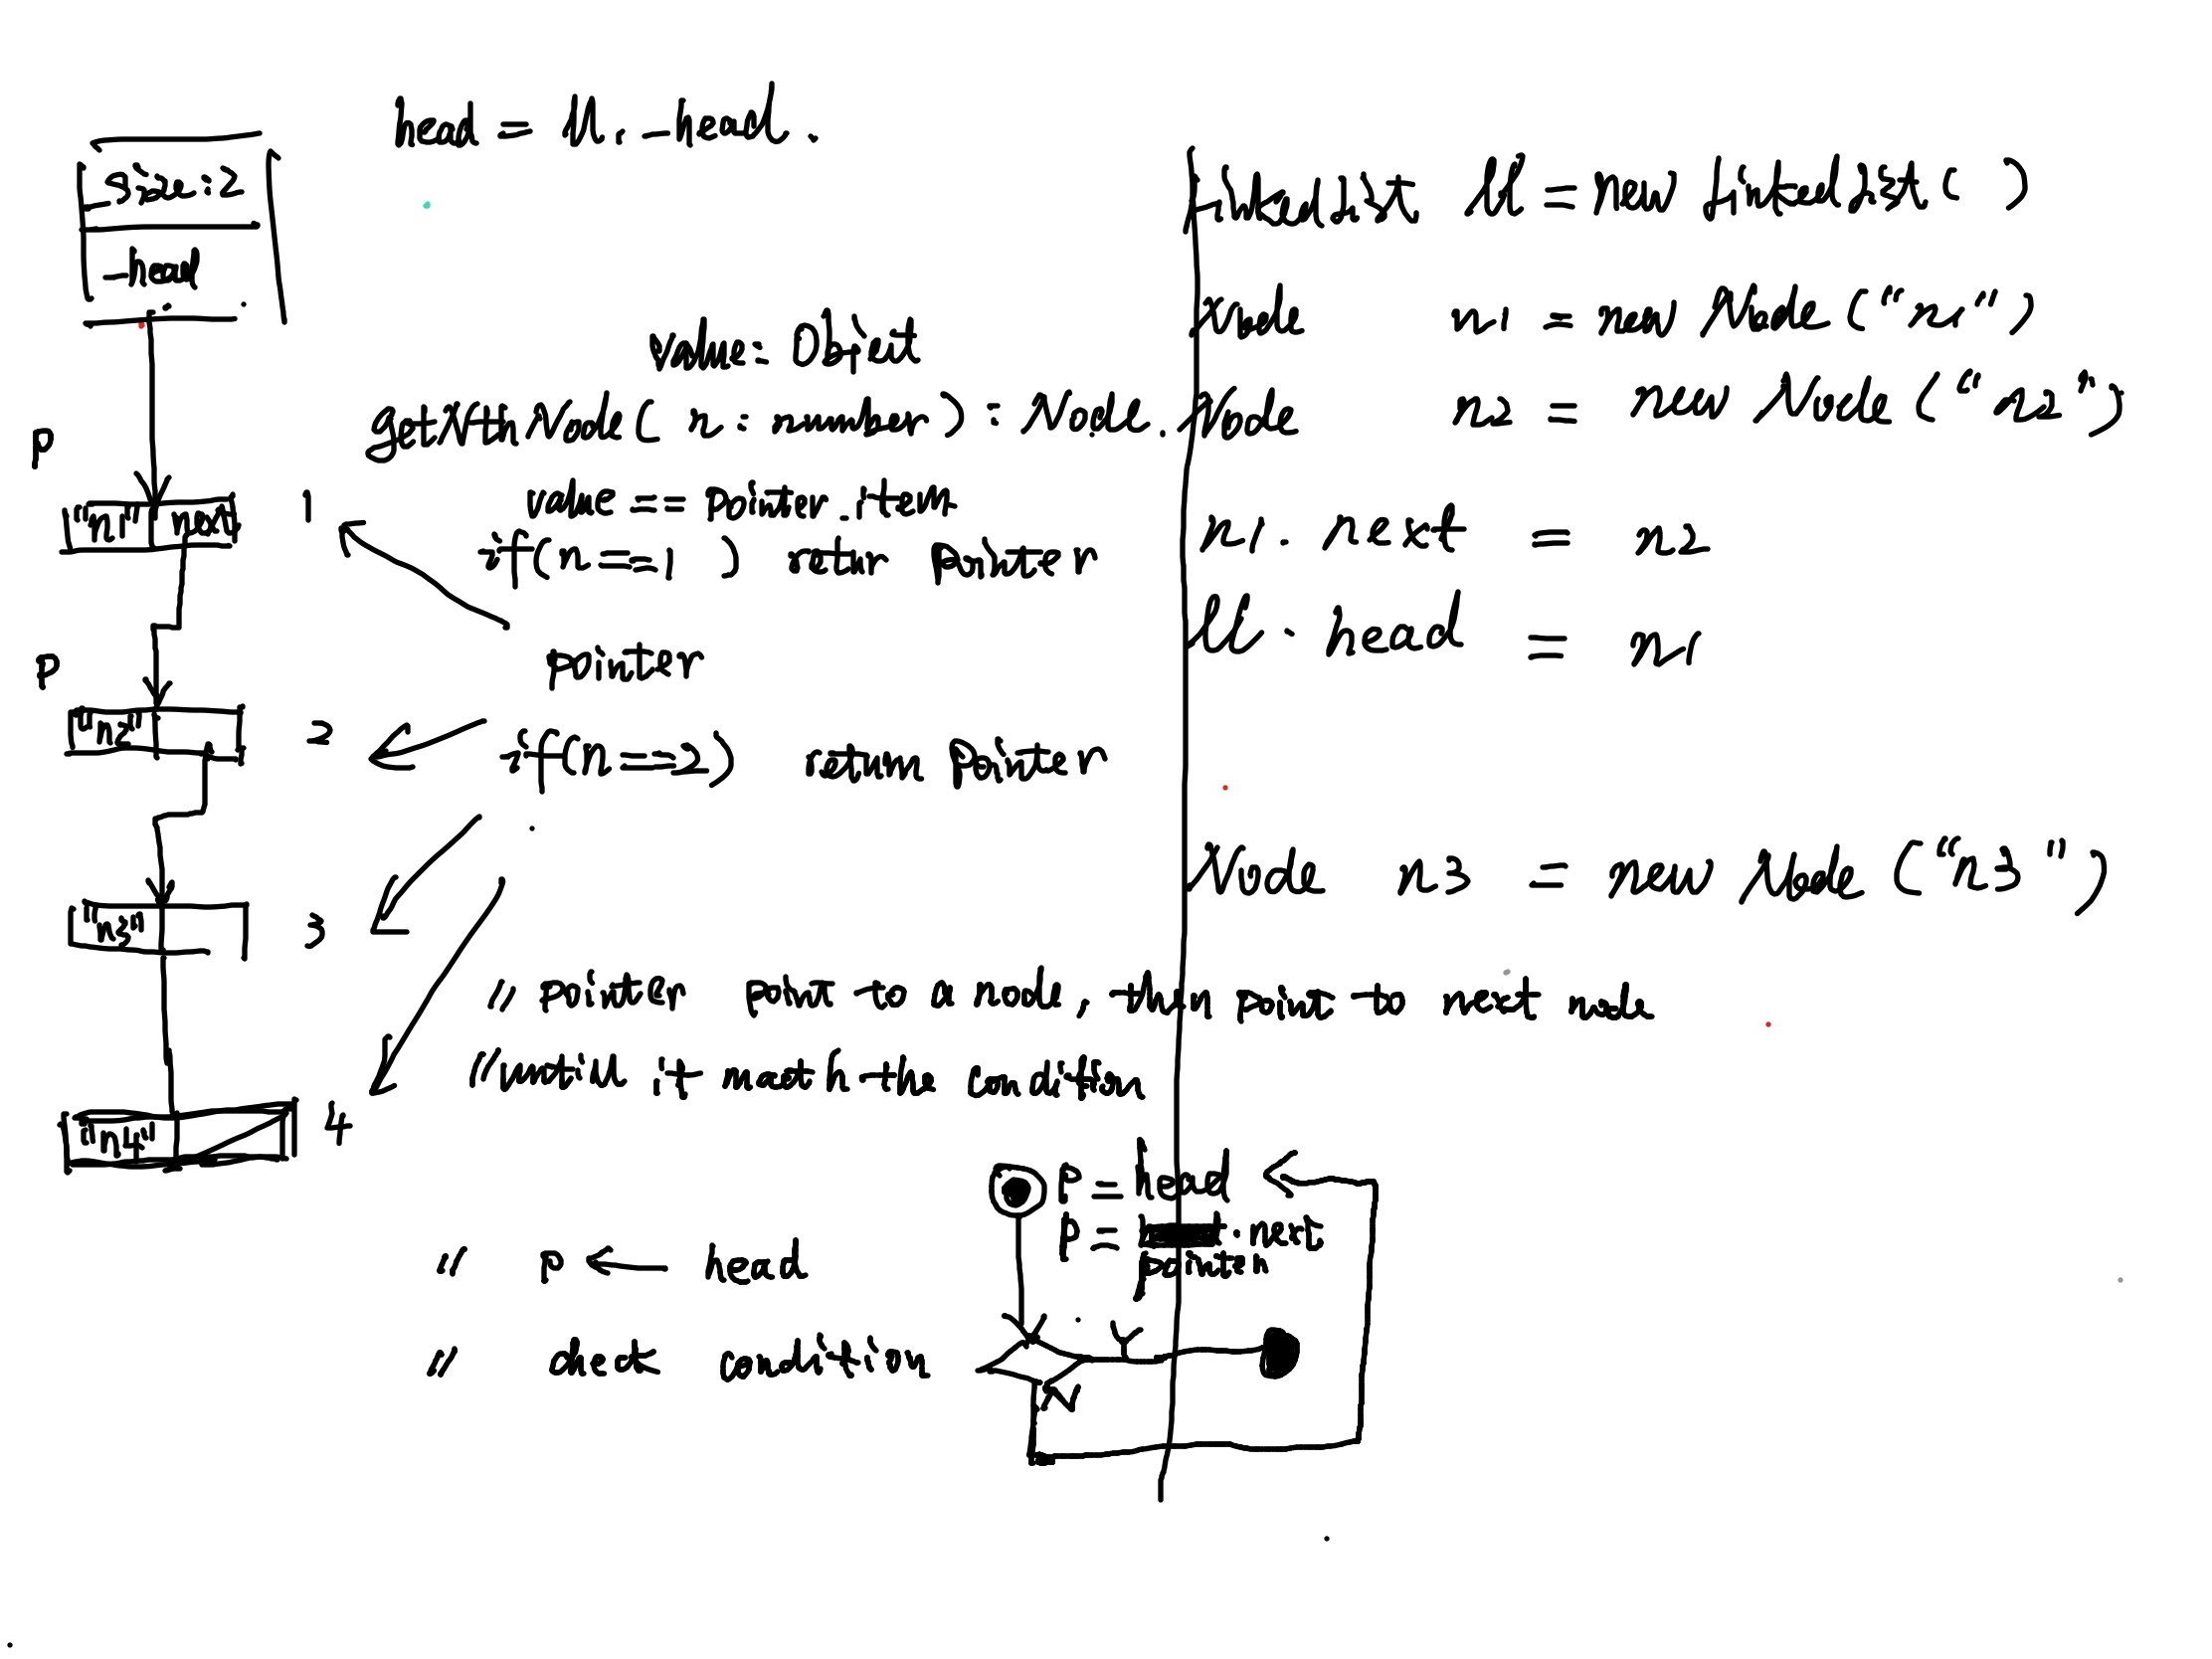 head = ll. _head.
size: 2
_head
value: Object
getNthNode( n: number) : Node.
P
"n1" next 1
value == pointer.item
if(n==1 ) retur pointer
pointer
P
"n2" 2
if(n==2) return pointer
"n3" 3
// pointer point to a node, then point to next node
// untill it maat h the condition
"n4" 4
P = head
P = .next
pointer
// P ← head
// check condition
Y
N
LinkedList ll = new LinkedList( )
Node n1 = new Node("n1")
Node n2 = new Node("n2")
n1. next = n2
ll. head = n1
Node n3 = new Node("n3")